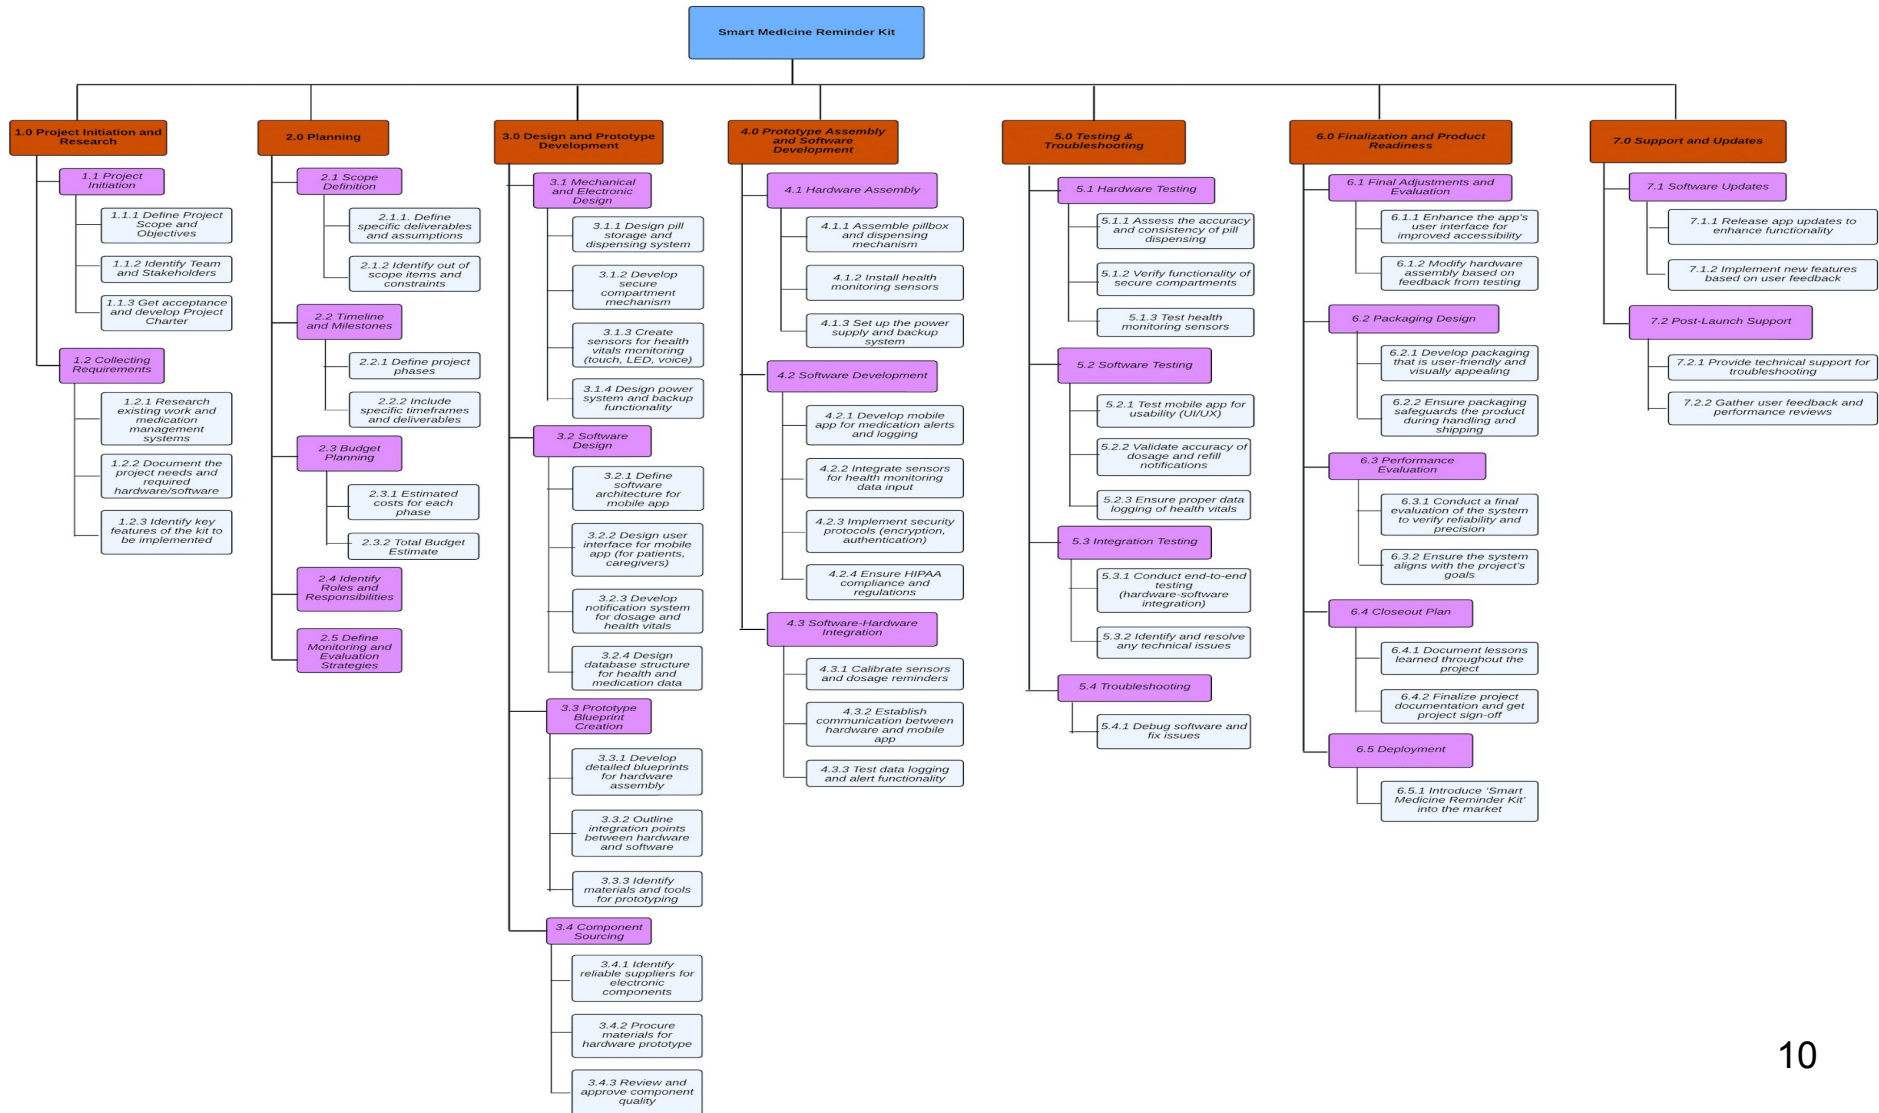 Smart Medicine Reminder Kit
1.0 Project Initiation and
Research
1.1 Project
Initiation
1.1.1 Define Project
Scope and
Objectives
1.1.2 Identify Team
and Stakeholders
1.1.3 Get acceptance
and develop Project
Charter
1.2 Collecting
Requirements
1.2.1 Research
existing work and
medication
management
systems
1.2.2 Document the
project needs and
required
hardware/software
1.2.3 Identify key
features of the kit to
be implemented
2.0 Planning
2.1 Scope
Definition
2.1.1. Define
specific deliverables
and assumptions
2.1.2 Identify out of
scope items and
constraints
2.2 Timeline
and Milestones
2.2.1 Define project
phases
2.2.2 Include
specific timeframes
and deliverables
2.3 Budget
Planning
2.3.1 Estimated
costs for each
phase
2.3.2 Total Budget
Estimate
2.4 Identify
Roles and
Responsibilities
2.5 Define
Monitoring and
Evaluation
Strategies
3.0 Design and Prototype
Development
3.1 Mechanical
and Electronic
Design
3.1.1 Design pill
storage and
dispensing system
3.1.2 Develop
secure
compartment
mechanism
3.1.3 Create
sensors for health
vitals monitoring
(touch, LED, voice)
3.1.4 Design power
system and backup
functionality
3.2 Software
Design
3.2.1 Define
software
architecture for
mobile app
3.2.2 Design user
interface for mobile
app (for patients,
caregivers)
3.2.3 Develop
notification system
for dosage and
health vitals
3.2.4 Design
database structure
for health and
medication data
3.3 Prototype
Blueprint
Creation
3.3.1 Develop
detailed blueprints
for hardware
assembly
3.3.2 Outline
integration points
between hardware
and software
3.3.3 Identify
materials and tools
for prototyping
3.4 Component
Sourcing
3.4.1 Identify
reliable suppliers for
electronic
components
3.4.2 Procure
materials for
hardware prototype
3.4.3 Review and
approve component
quality
4.0 Prototype Assembly
and Software
Development
4.1 Hardware Assembly
4.1.1 Assemble pillbox
and dispensing
mechanism
4.1.2 Install health
monitoring sensors
4.1.3 Set up the power
supply and backup
system
4.2 Software Development
4.2.1 Develop mobile
app for medication alerts
and logging
4.2.2 Integrate sensors
for health monitoring
data input
4.2.3 Implement security
protocols (encryption,
authentication)
4.2.4 Ensure HIPAA
compliance and
regulations
4.3 Software-Hardware
Integration
4.3.1 Calibrate sensors
and dosage reminders
4.3.2 Establish
communication between
hardware and mobile
app
4.3.3 Test data logging
and alert functionality
5.0 Testing &
Troubleshooting
5.1 Hardware Testing
5.1.1 Assess the accuracy
and consistency of pill
dispensing
5.1.2 Verify functionality of
secure compartments
5.1.3 Test health
monitoring sensors
5.2 Software Testing
5.2.1 Test mobile app for
usability (UI/UX)
5.2.2 Validate accuracy of
dosage and refill
notifications
5.2.3 Ensure proper data
logging of health vitals
5.3 Integration Testing
5.3.1 Conduct end-to-end
testing
(hardware-software
integration)
5.3.2 Identify and resolve
any technical issues
5.4 Troubleshooting
5.4.1 Debug software and
fix issues
6.0 Finalization and Product
Readiness
6.1 Final Adjustments and
Evaluation
6.1.1 Enhance the app's
user interface for
improved accessibility
6.1.2 Modify hardware
assembly based on
feedback from testing
6.2 Packaging Design
6.2.1 Develop packaging
that is user-friendly and
visually appealing
6.2.2 Ensure packaging
safeguards the product
during handling and
shipping
6.3 Performance
Evaluation
6.3.1 Conduct a final
evaluation of the system
to verify reliability and
precision
6.3.2 Ensure the system
aligns with the project's
goals
6.4 Closeout Plan
6.4.1 Document lessons
learned throughout the
project
6.4.2 Finalize project
documentation and get
project sign-off
6.5 Deployment
6.5.1 Introduce ‘Smart
Medicine Reminder Kit’
into the market
7.0 Support and Updates
7.1 Software Updates
7.1.1 Release app updates to
enhance functionality
7.1.2 Implement new features
based on user feedback
7.2 Post-Launch Support
7.2.1 Provide technical support for
troubleshooting
7.2.2 Gather user feedback and
performance reviews
10